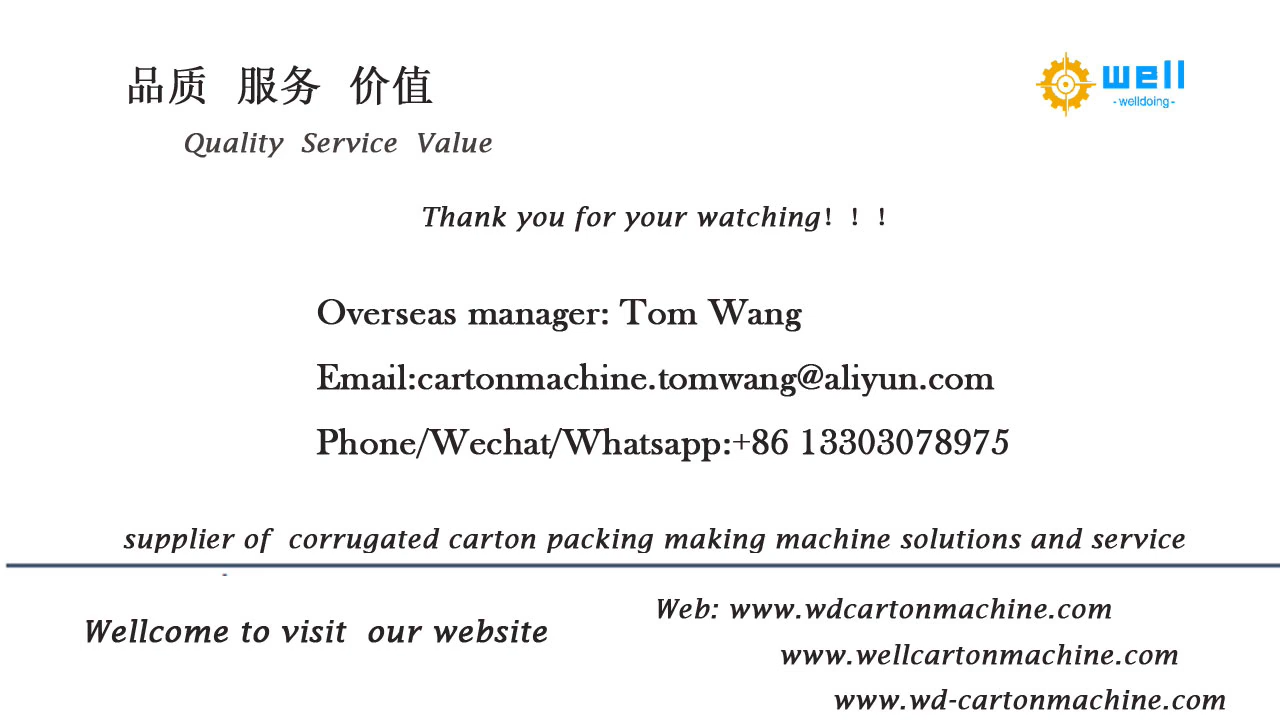 品质 服务 价值
well
-welldoing-
Quality Service Value
Thank you for your watching！！！
Overseas manager: Tom Wang
Email:cartonmachine.tomwang@aliyun.com
Phone/Wechat/Whatsapp:+86 13303078975
supplier of corrugated carton packing making machine solutions and service
Wellcome to visit our website
Web: www.wdcartonmachine.com
www.wellcartonmachine.com
www.wd-cartonmachine.com